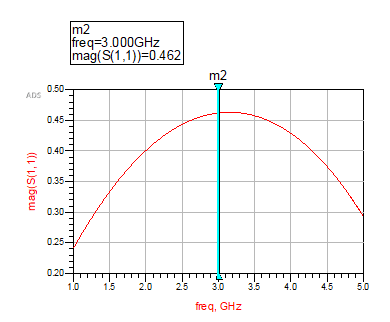 m2
freq=3.000GHz
mag(S(1,1))=0.462
m2
ADS
0.50
0.45
0.40
0.35
0.30
0.25
0.20
mag(S(1,1))
1.0 1.5 2.0 2.5 3.0 3.5 4.0 4.5 5.0
freq, GHz